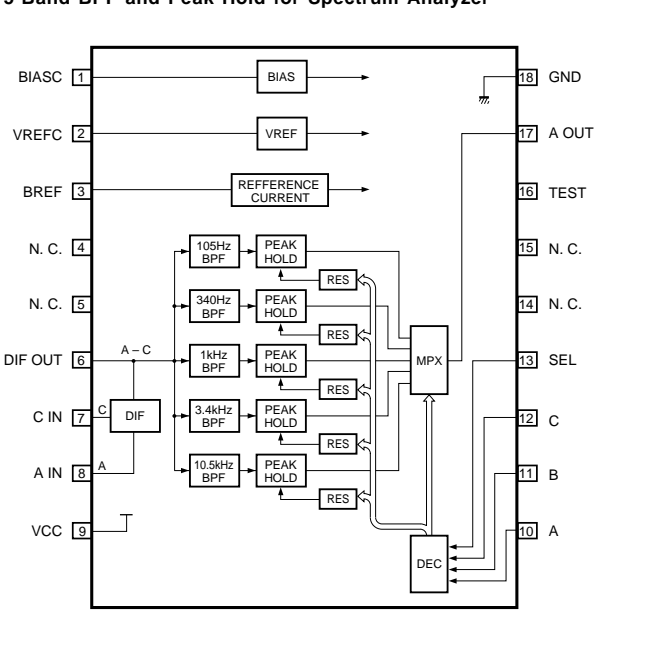 5 Band BPF and Peak Hold for Spectrum Analyzer
BIASC 1 BIAS 18 GND
VREFC 2 VREF 17 A OUT
BREF 3 REFFERENCE CURRENT 16 TEST
N. C. 4 105Hz BPF PEAK HOLD 15 N. C.
RES
N. C. 5 340Hz BPF PEAK HOLD 14 N. C.
RES
A – C
DIF OUT 6 1kHz BPF PEAK HOLD MPX 13 SEL
RES
C IN 7 C DIF 3.4kHz BPF PEAK HOLD 12 C
RES
A IN 8 A 10.5kHz BPF PEAK HOLD 11 B
RES
VCC 9 10 A
DEC